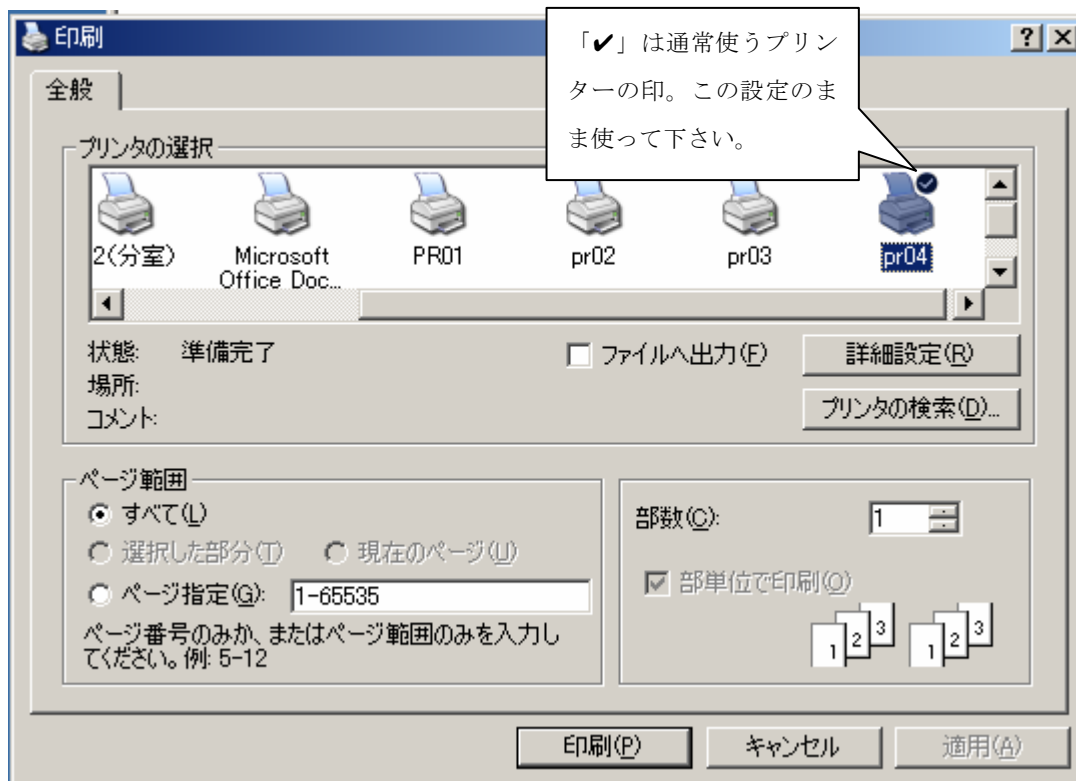 印刷
「✔」は通常使うプリン
ターの印。この設定のま
ま使って下さい。
全般
プリンタの選択
2(分室)
Microsoft
Office Doc...
PR01
pr02
pr03
pr04
状態: 準備完了
ファイルへ出力(F)
詳細設定(R)
場所:
プリンタの検索(D)...
コメント:
ページ範囲
すべて(L)
選択した部分(T) 現在のページ(U)
ページ指定(G): 1-65535
ページ番号のみか、またはページ範囲のみを入力し
てください。例: 5-12
部数(C): 1
部単位で印刷(O)
1 2 3 1 2 3
印刷(P) キャンセル 適用(A)